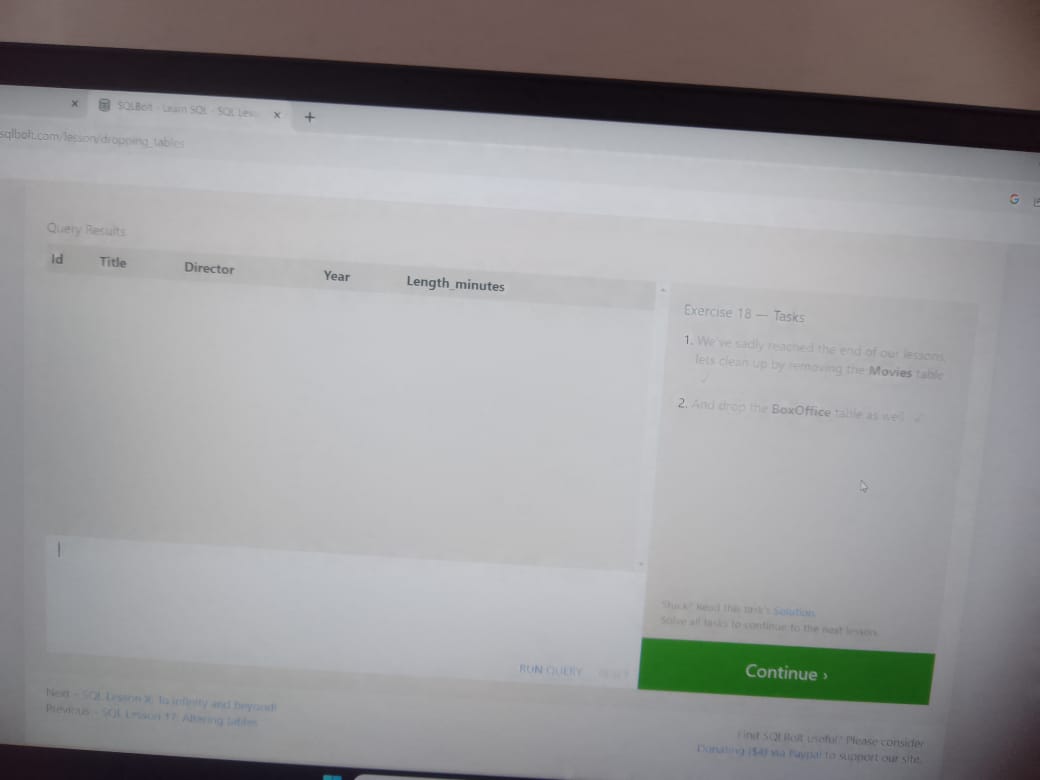 SQLBolt - Learn SQL - SQL Les
sqlbolt.com/lesson/dropping_tables
Query Results
Id Title Director Year Length_minutes
Exercise 18 — Tasks
1. We've sadly reached the end of our lessons,
lets clean up by removing the Movies table
✓
2. And drop the BoxOffice table as well ✓
Stuck? Read this task's Solution.
Solve all tasks to continue to the next lesson.
RUN QUERY RESET
Continue ›
Next – SQL Lesson X: To infinity and beyond!
Previous – SQL Lesson 17: Altering tables
Find SQLBolt useful? Please consider
Donating ($4) via Paypal to support our site.